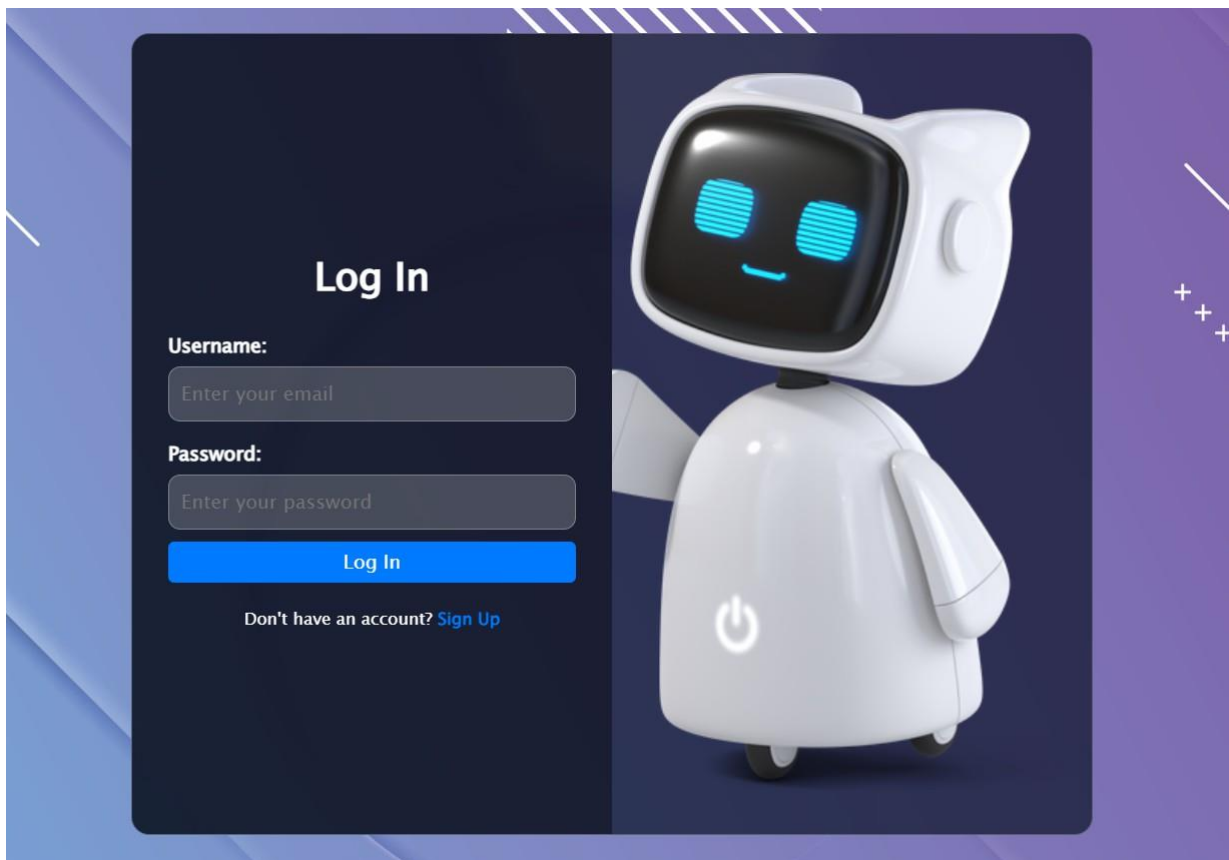 Log In
Username:
Enter your email
Password:
Enter your password
Log In
Don't have an account? Sign Up